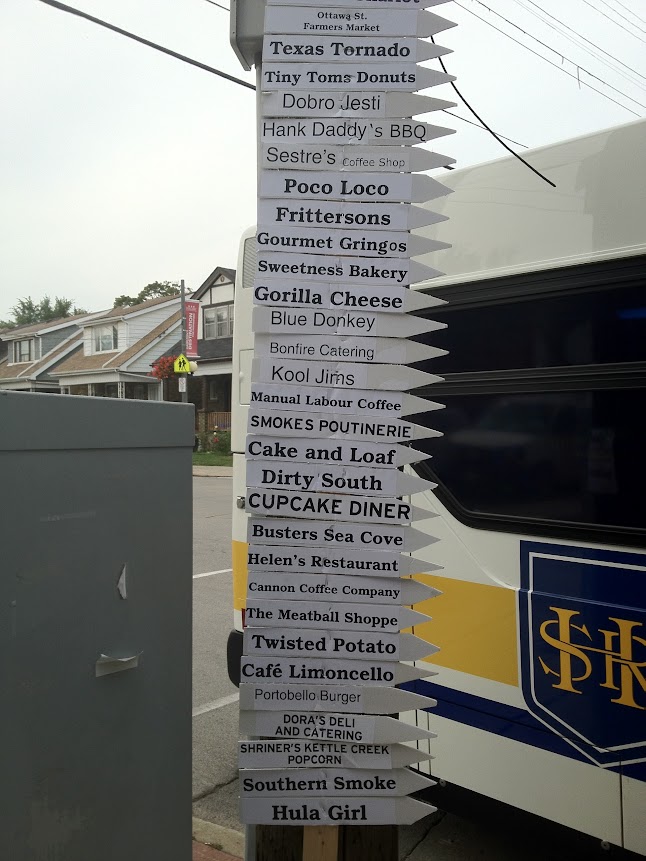 Ottawa St.
Farmers Market
Texas Tornado
Tiny Toms Donuts
Dobro Jesti
Hank Daddy's BBQ
Sestre's Coffee Shop
Poco Loco
Frittersons
Gourmet Gringos
Sweetness Bakery
Gorilla Cheese
Blue Donkey
Bonfire Catering
Kool Jims
Manual Labour Coffee
SMOKES POUTINERIE
Cake and Loaf
Dirty South
CUPCAKE DINER
Busters Sea Cove
Helen's Restaurant
Cannon Coffee Company
The Meatball Shoppe
Twisted Potato
Café Limoncello
Portobello Burger
DORA'S DELI
AND CATERING
SHRINER'S KETTLE CREEK
POPCORN
Southern Smoke
Hula Girl